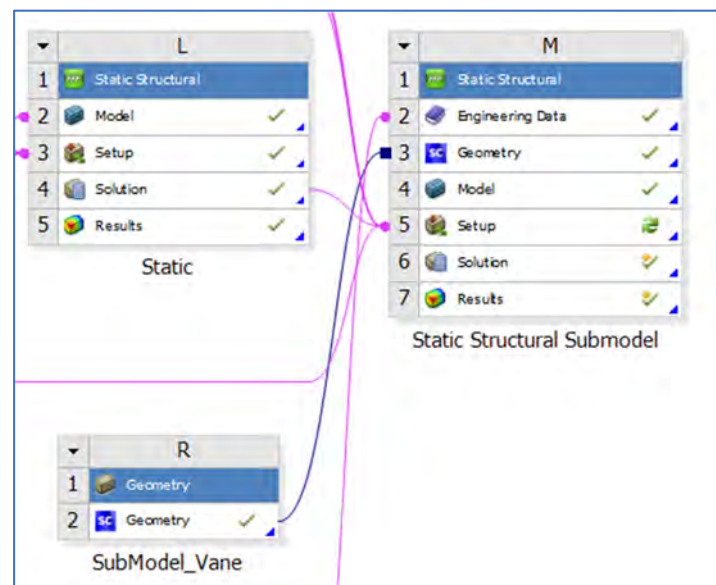 L
1 Static Structural
2 Model
3 Setup
4 Solution
5 Results
Static
M
1 Static Structural
2 Engineering Data
3 SC Geometry
4 Model
5 Setup
6 Solution
7 Results
Static Structural Submodel
R
1 Geometry
2 SC Geometry
SubModel_Vane